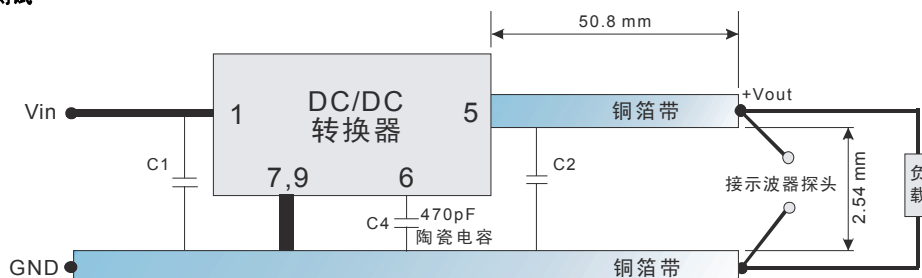 50.8 mm
Vin
1
DC/DC
转换器
5
铜箔带
+Vout
C1
7,9
6
C2
接示波器探头
2.54 mm
负
载
C4
470pF
陶瓷电容
GND
铜箔带